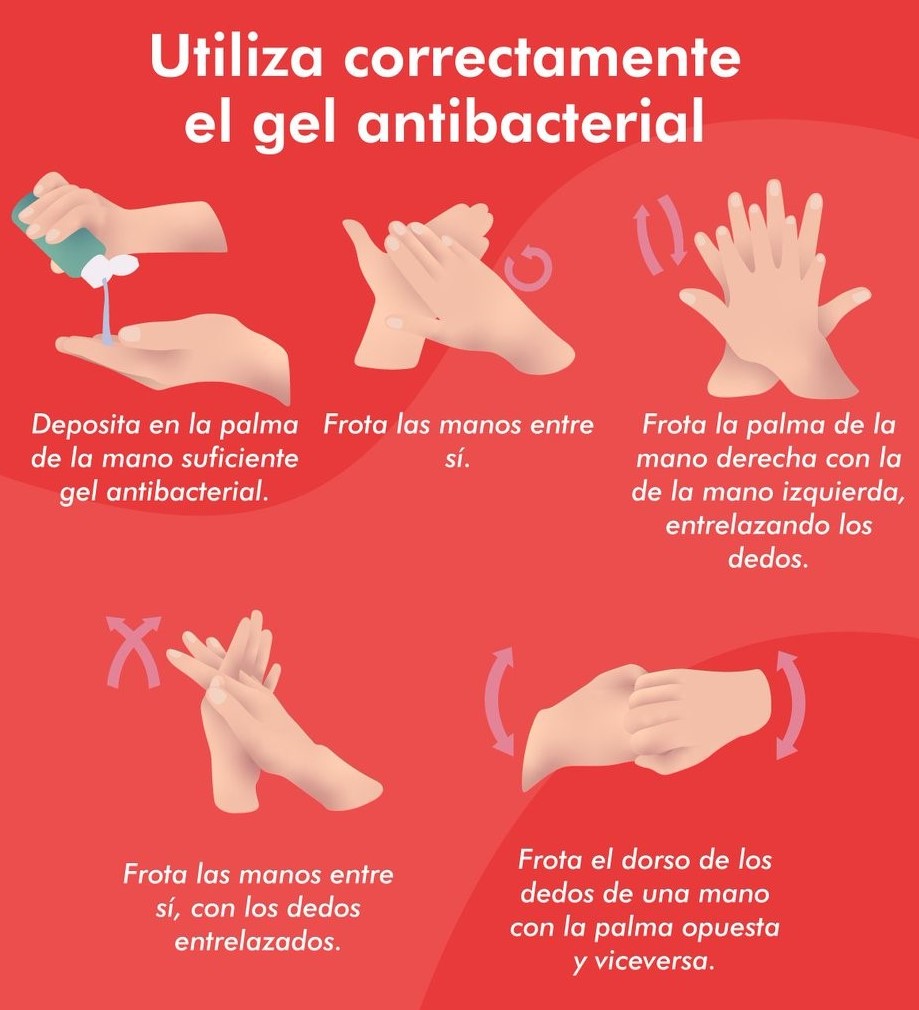 Utiliza correctamente
el gel antibacterial
Deposita en la palma
de la mano suficiente
gel antibacterial.
Frota las manos entre
sí.
Frota la palma de la
mano derecha con la
de la mano izquierda,
entrelazando los
dedos.
Frota las manos entre
sí, con los dedos
entrelazados.
Frota el dorso de los
dedos de una mano
con la palma opuesta
y viceversa.